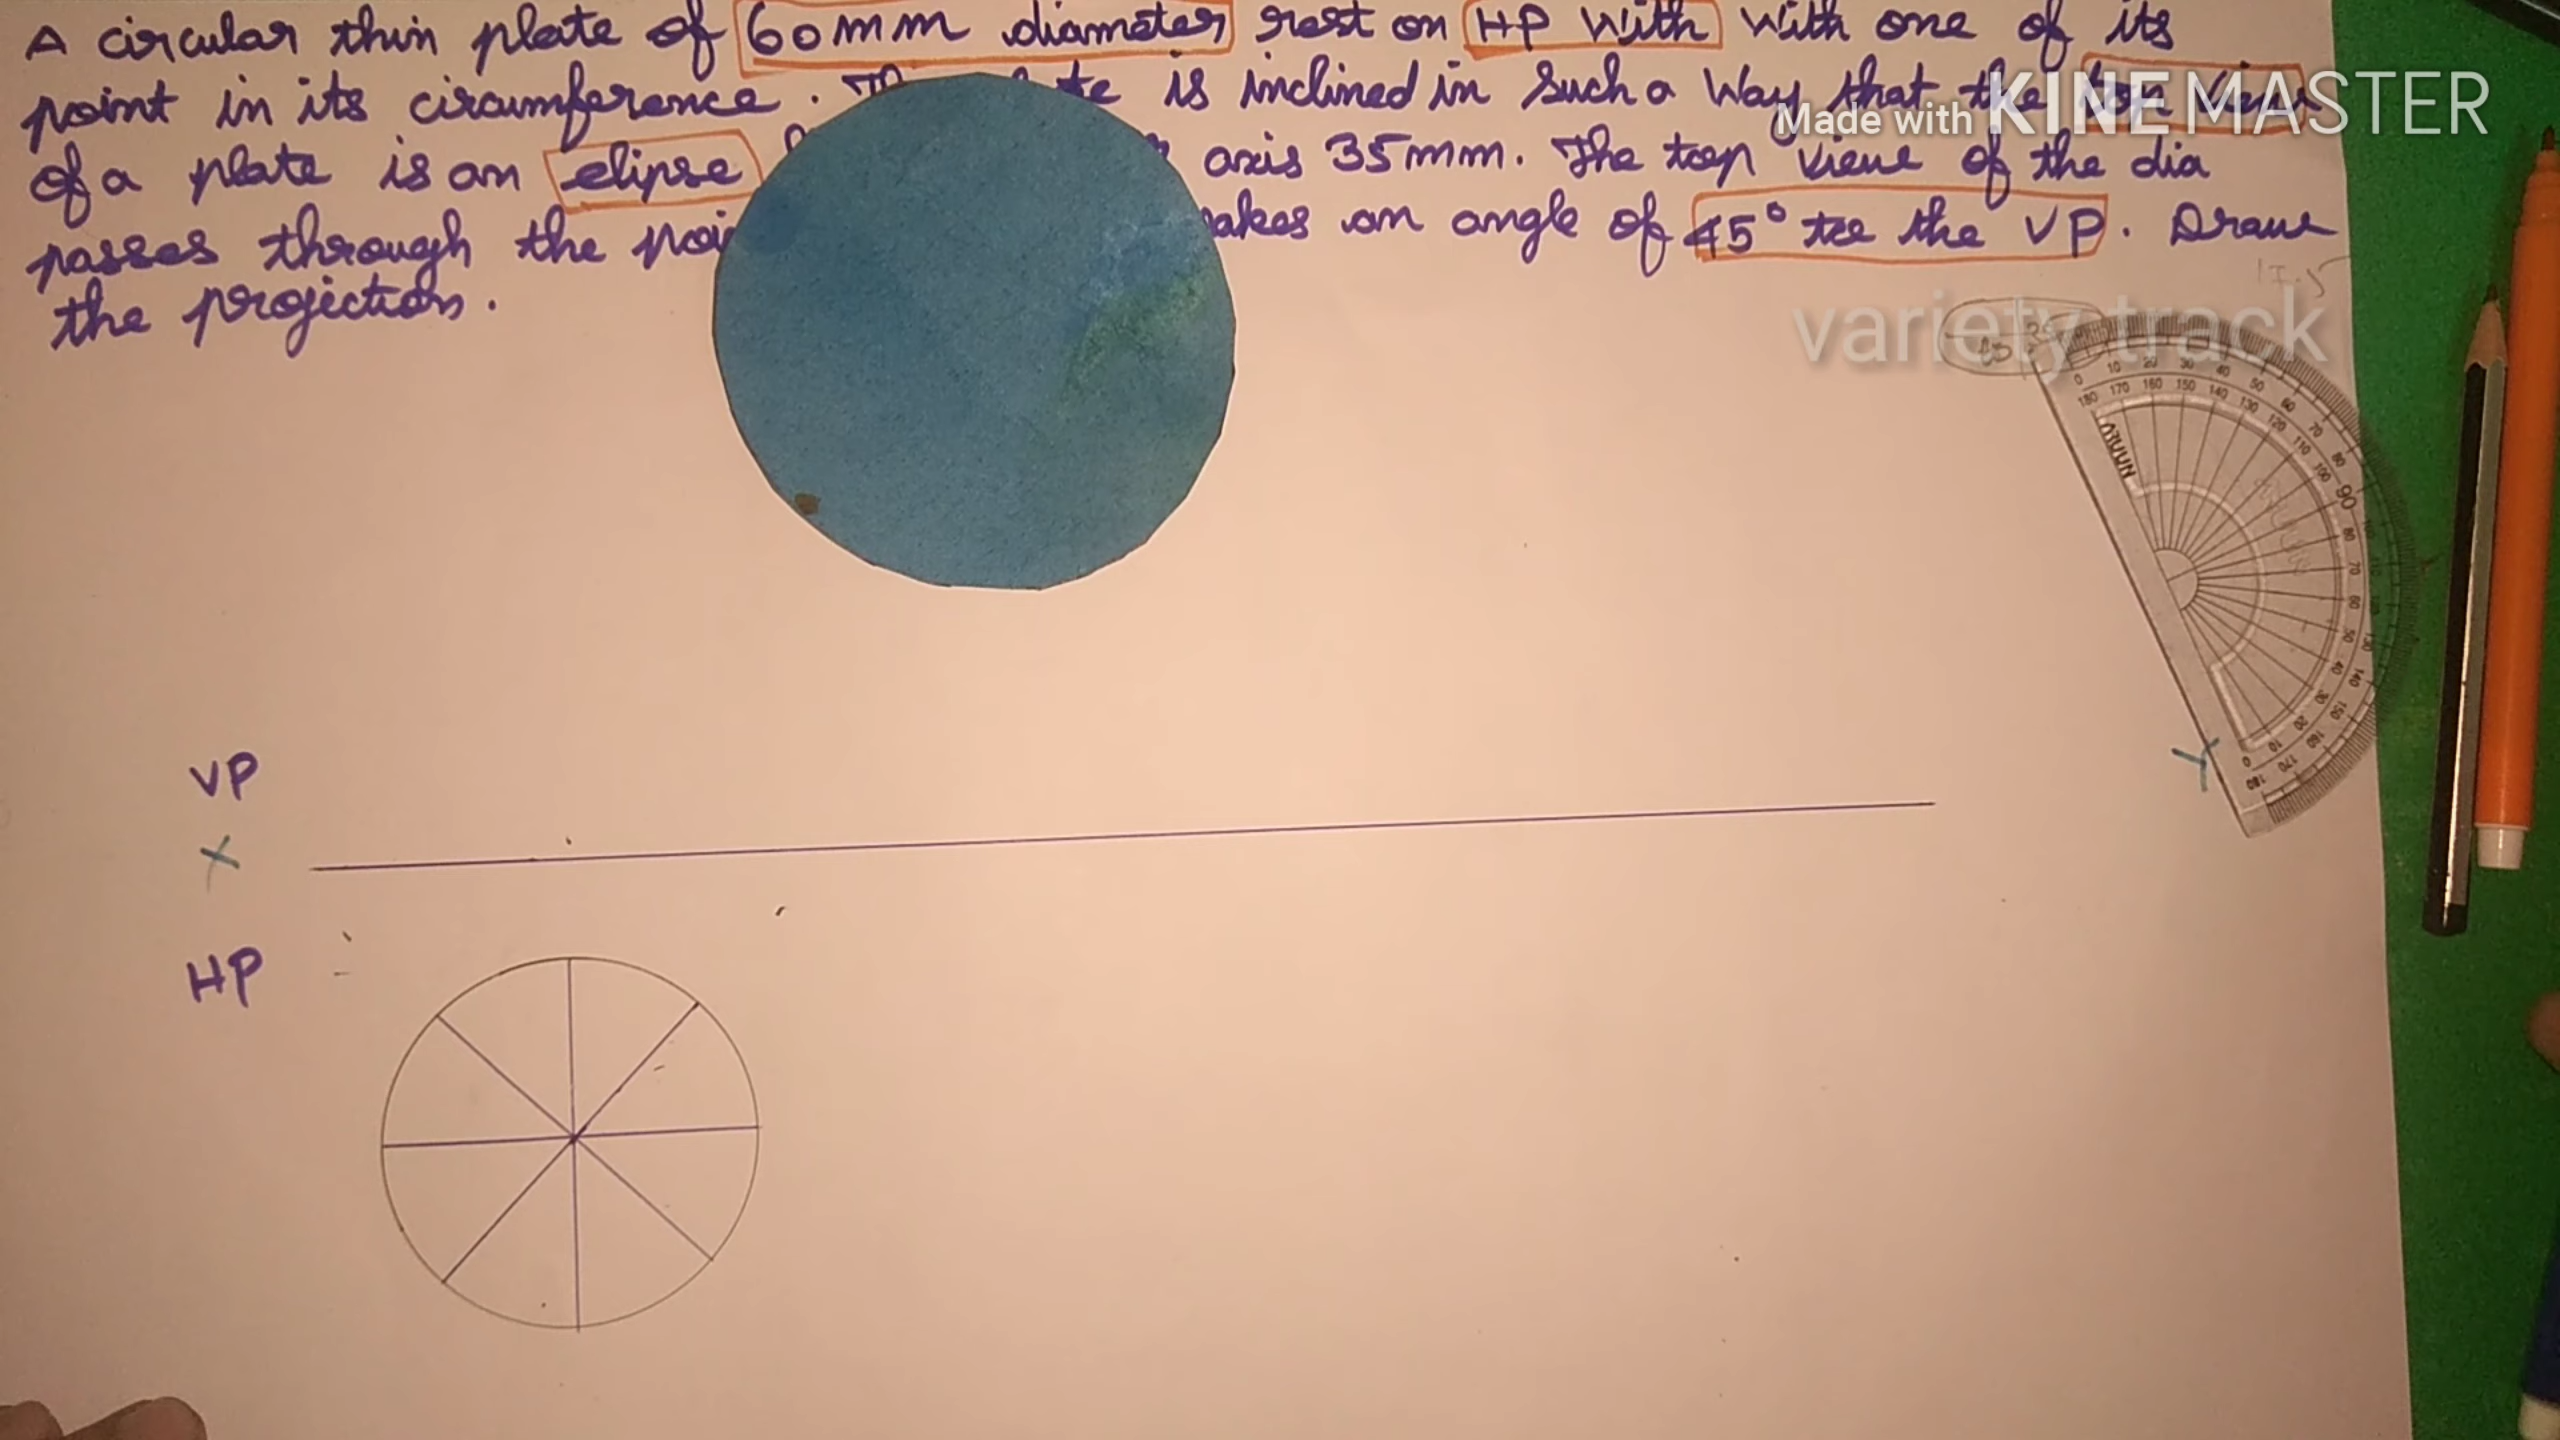 A circular thin plate of 60mm diameter rest on HP with with one of its
point in its circumference. is inclined in such a way that the top view
of a plate is an elipse axis 35mm. The top view of the dia
passes through the an angle of 45° to the VP. Draw
the projection.
Made with KINEMASTER
variety track
VP
X
Y
HP